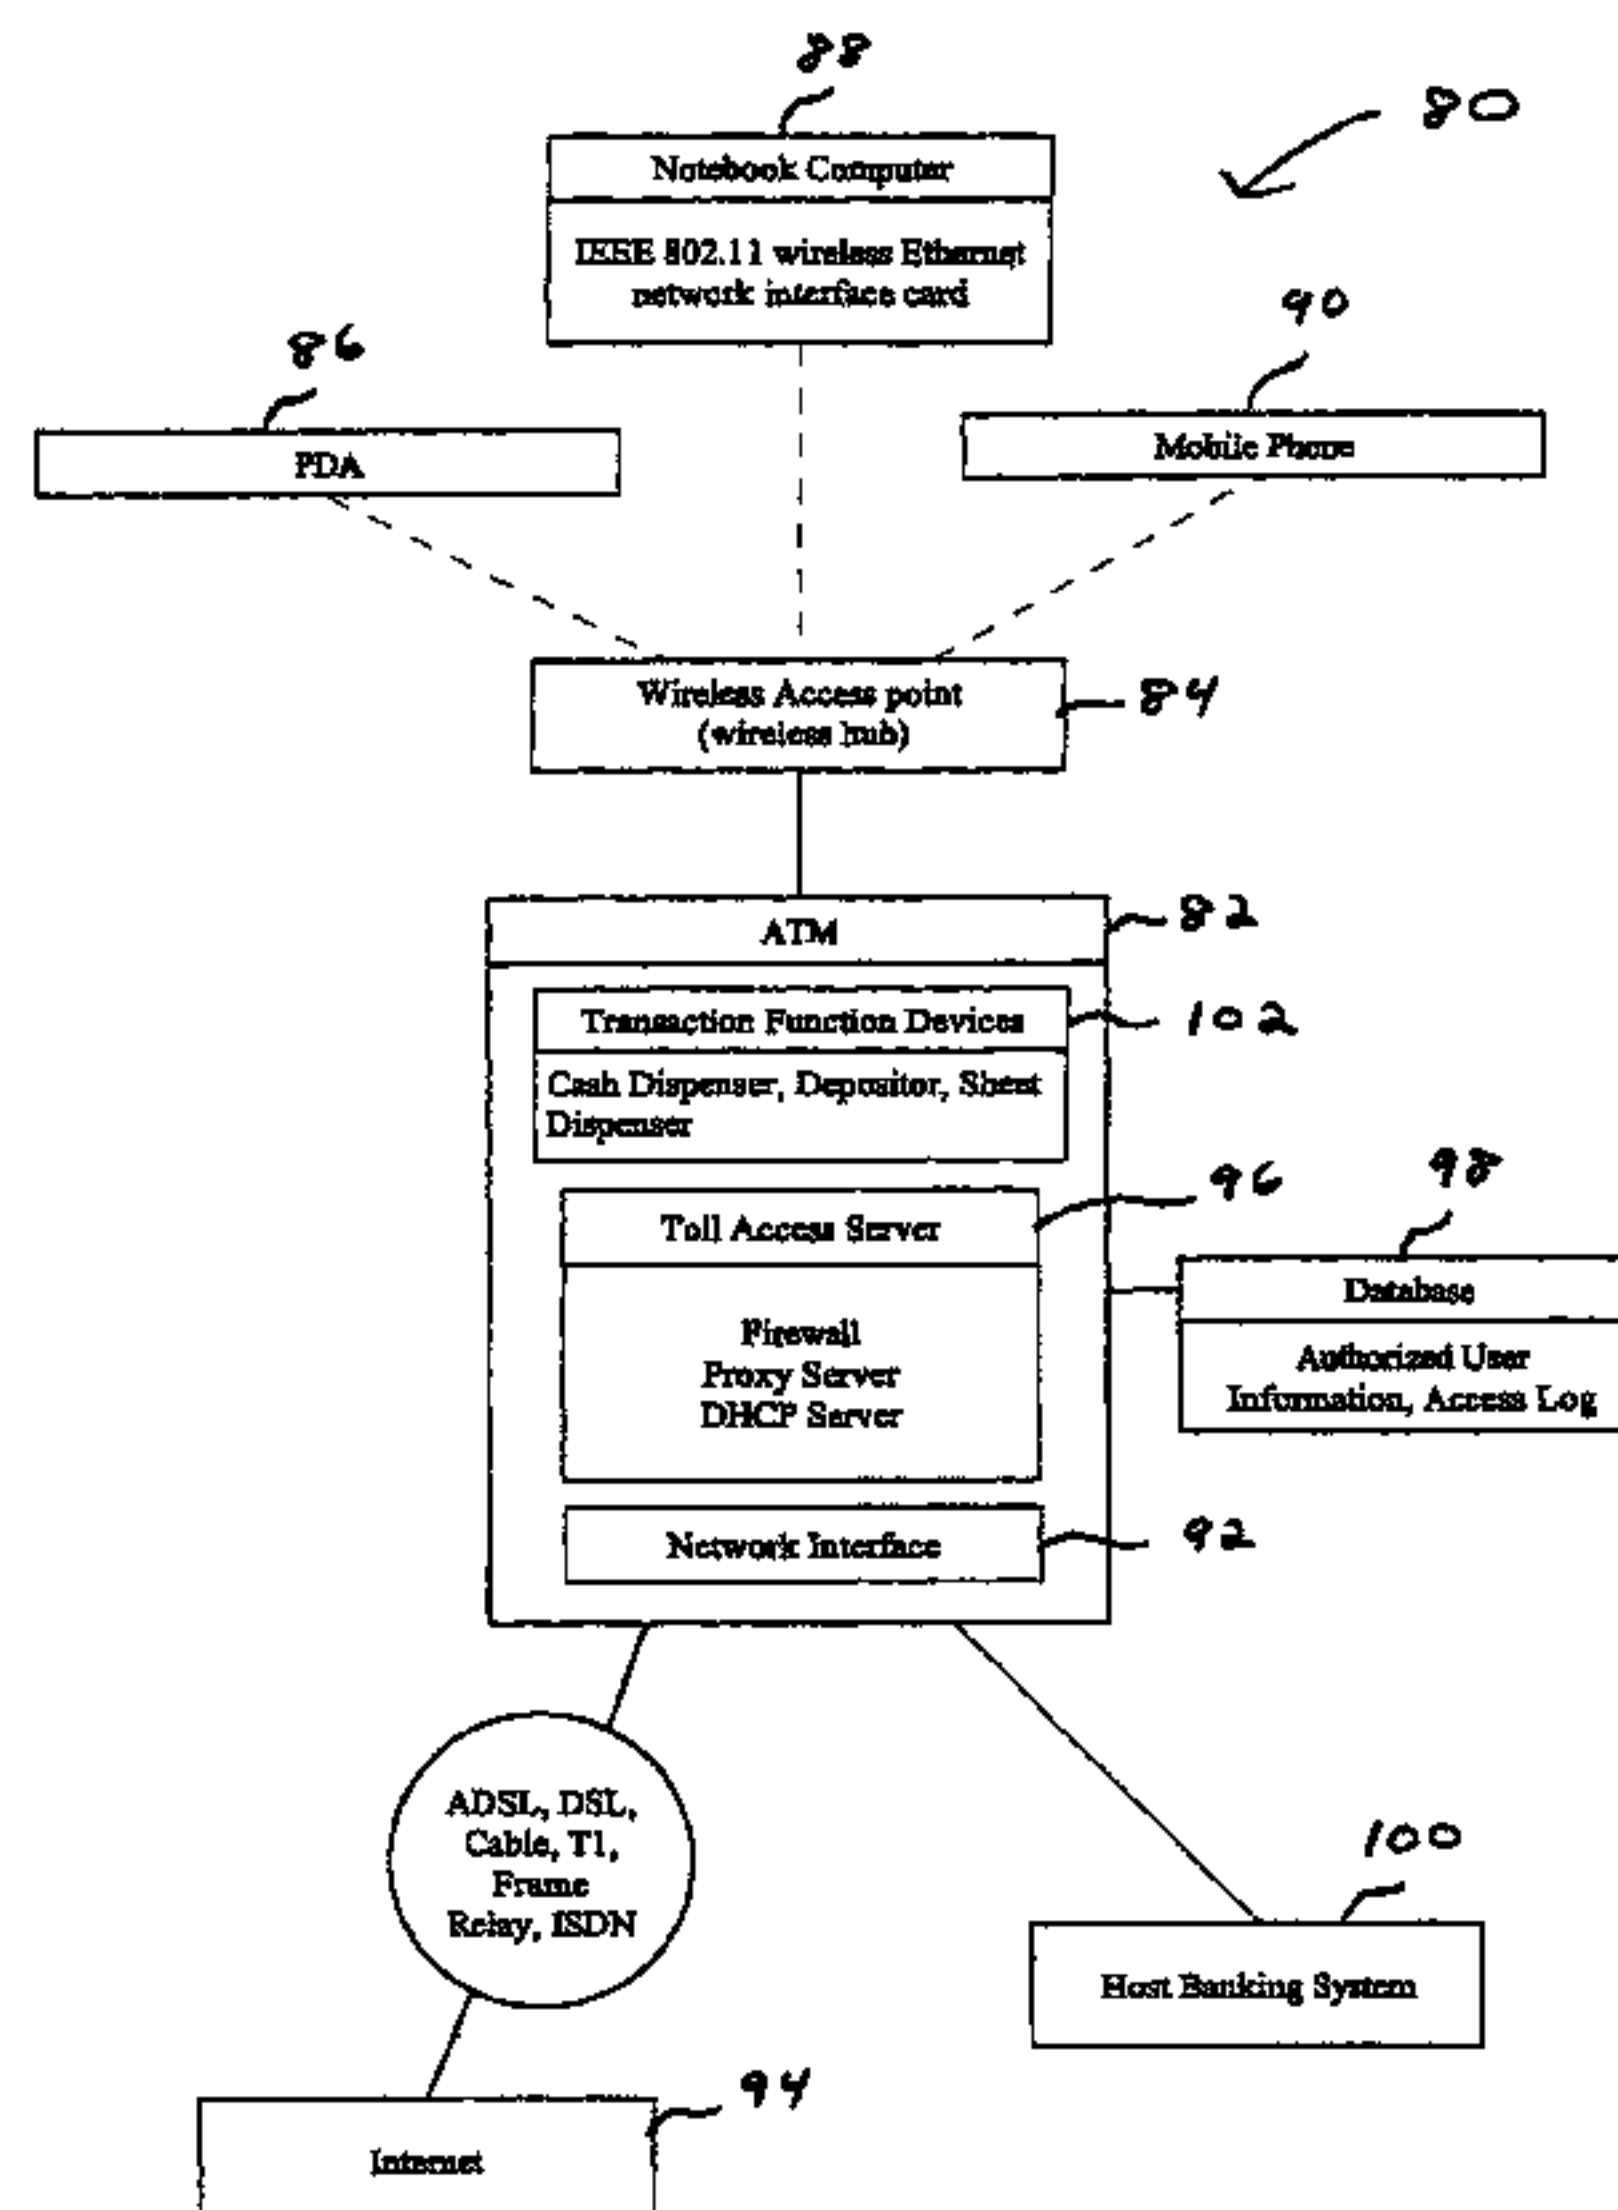 88
80
Notebook Computer
IEEE 802.11 wireless Ethernet
network interface card
90
86
Mobile Phone
PDA
Wireless Access point
(wireless hub)
84
ATM
82
Transaction Function Devices
102
Cash Dispenser, Depositor, Sheet
Dispenser
96
98
Toll Access Server
Database
Firewall
Proxy Server
DHCP Server
Authorized User
Information, Access Log
Network Interface
92
ADSL, DSL,
Cable, T1,
Frame
Relay, ISDN
100
Host Banking System
94
Internet